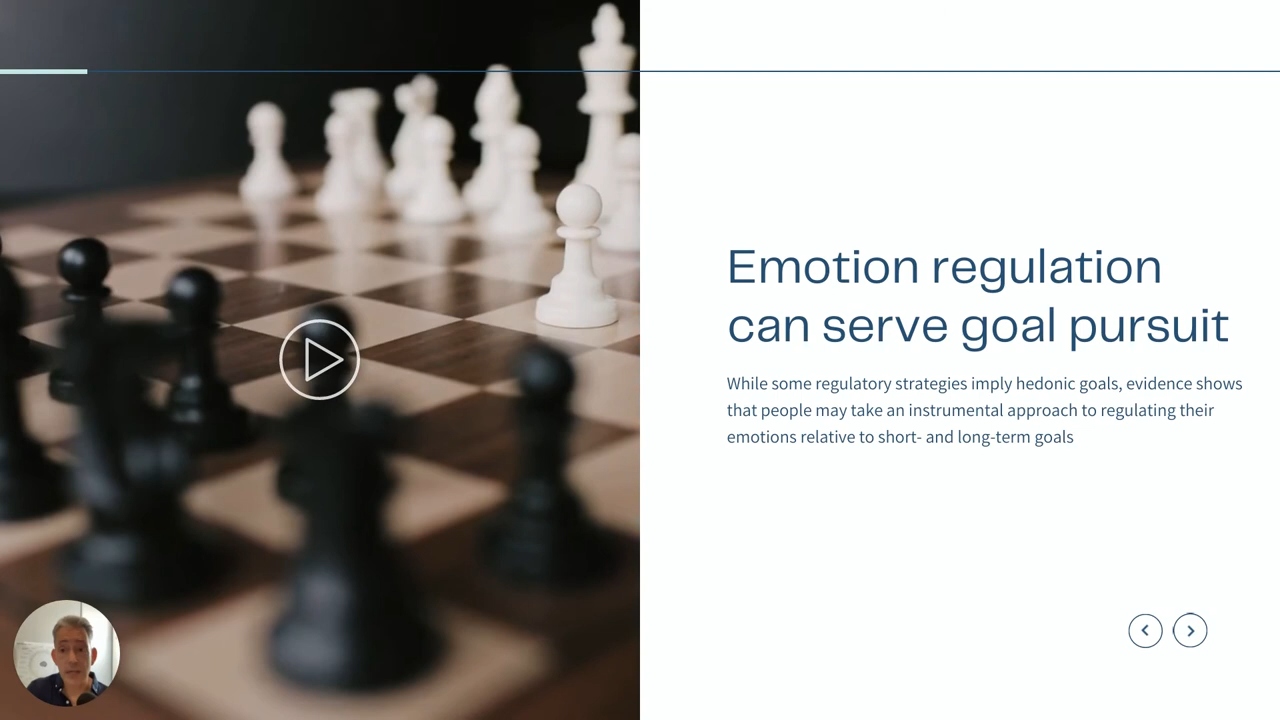 Emotion regulation
can serve goal pursuit
While some regulatory strategies imply hedonic goals, evidence shows
that people may take an instrumental approach to regulating their
emotions relative to short- and long-term goals